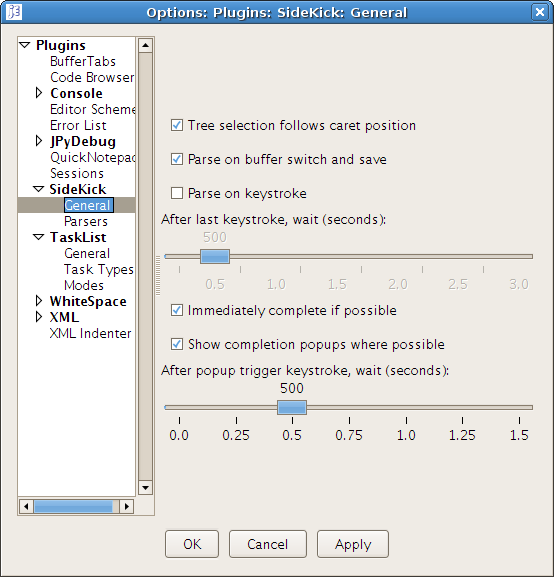 Options: Plugins: SideKick: General
Plugins
BufferTabs
Code Browser
Console
Editor Scheme
Error List
JPyDebug
QuickNotepad
Sessions
SideKick
General
Parsers
TaskList
General
Task Types
Modes
WhiteSpace
XML
XML Indenter
Tree selection follows caret position
Parse on buffer switch and save
Parse on keystroke
After last keystroke, wait (seconds):
500
0.5 1.0 1.5 2.0 2.5 3.0
Immediately complete if possible
Show completion popups where possible
After popup trigger keystroke, wait (seconds):
500
0.0 0.25 0.5 0.75 1.0 1.25 1.5
OK Cancel Apply